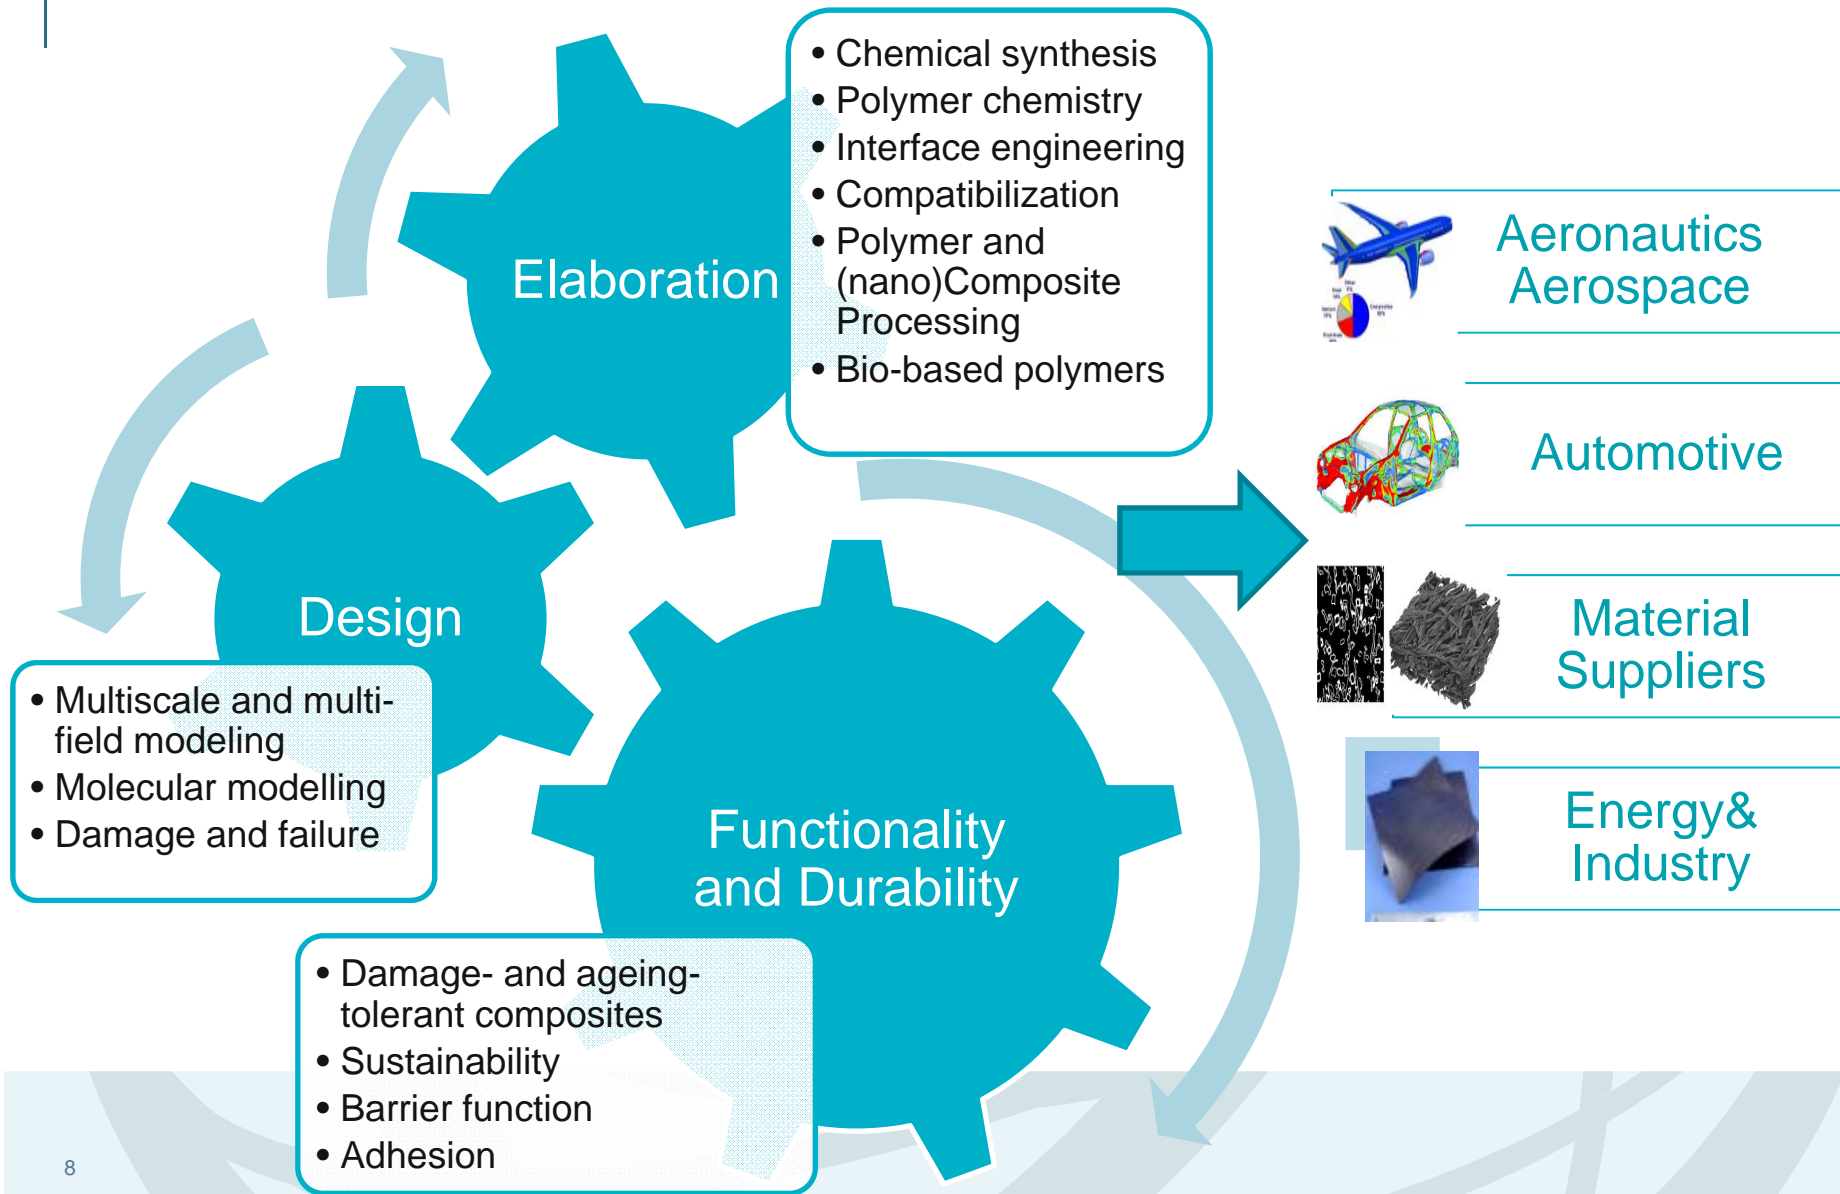 • Chemical synthesis
• Polymer chemistry
• Interface engineering
• Compatibilization
• Polymer and
(nano)Composite
Processing
• Bio-based polymers
Elaboration
Design
• Multiscale and multi-
field modeling
• Molecular modelling
• Damage and failure
Functionality
and Durability
• Damage- and ageing-
tolerant composites
• Sustainability
• Barrier function
• Adhesion
Aeronautics
Aerospace
Composites
Automotive
Material
Suppliers
Energy&
Industry
8